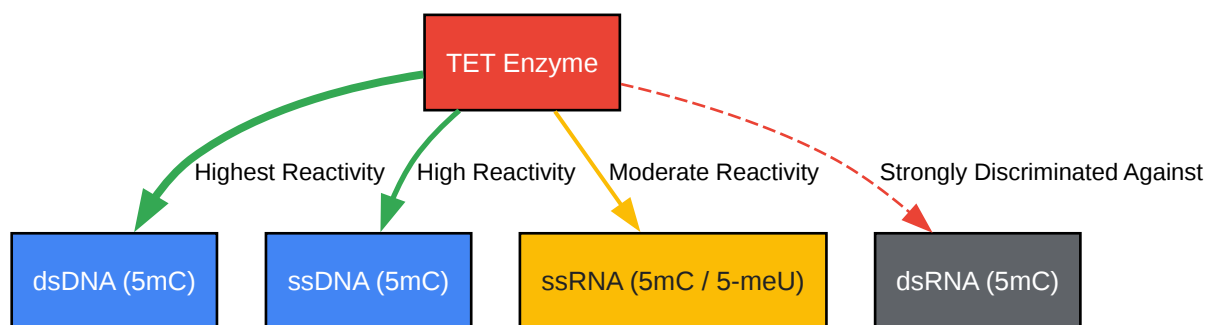 TET Enzyme
Highest Reactivity
High Reactivity
Moderate Reactivity
Strongly Discriminated Against
dsDNA (5mC)
ssDNA (5mC)
ssRNA (5mC / 5-meU)
dsRNA (5mC)